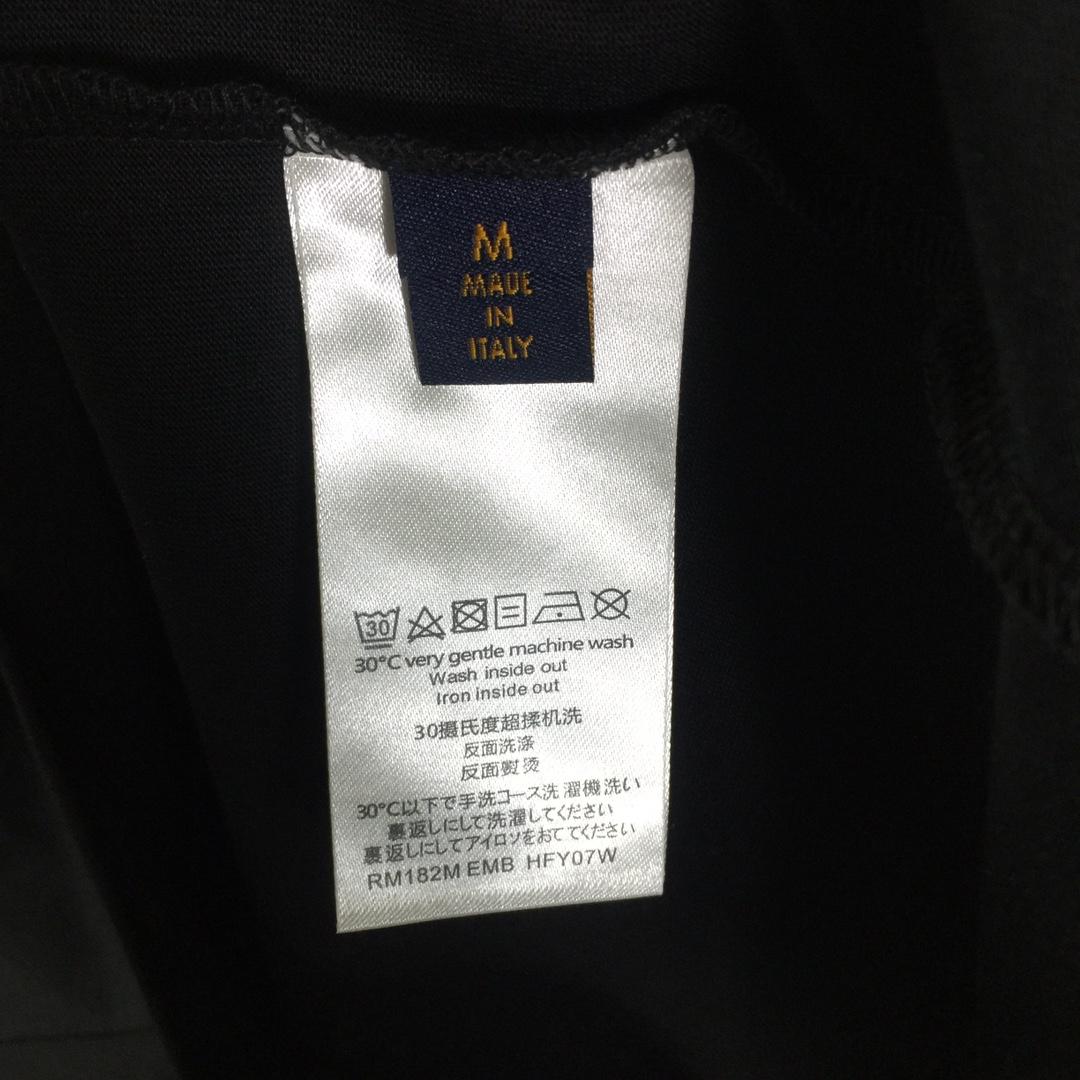 M
MADE
IN
ITALY
30
30°C very gentle machine wash
Wash inside out
Iron inside out
30摄氏度超揉机洗
反面洗涤
反面熨烫
30°C以下で手洗コース洗濯機洗い
裏返しにして洗濯してください
裏返しにしてアイロソをおててください
RM182M EMB HFY07W